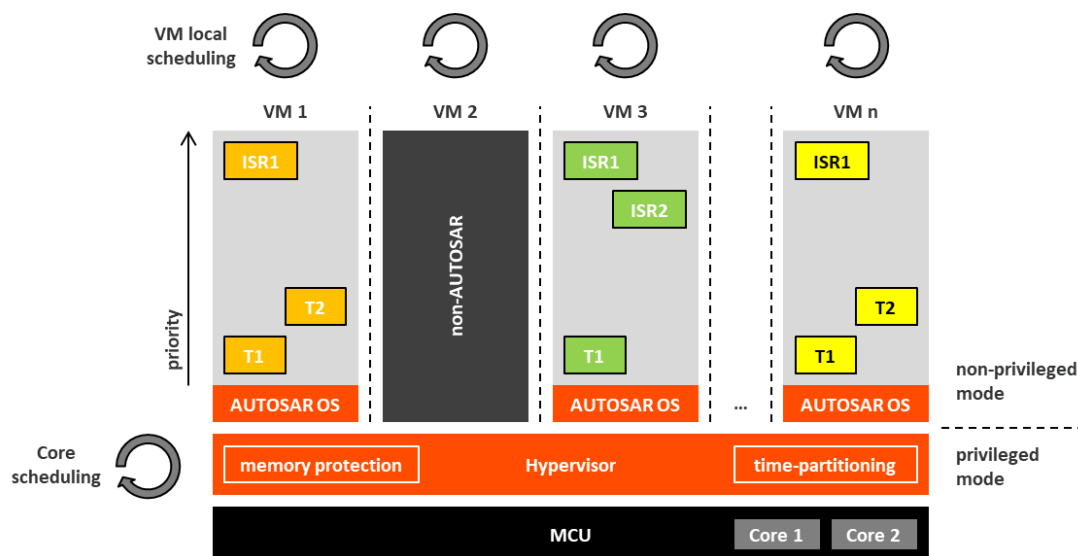 VM local
scheduling
VM 1
VM 2
VM 3
VM n
priority
ISR1
T2
T1
AUTOSAR OS
non-AUTOSAR
ISR1
ISR2
T1
AUTOSAR OS
...
ISR1
T2
T1
AUTOSAR OS
non-privileged
mode
Core
scheduling
memory protection
Hypervisor
time-partitioning
privileged
mode
MCU
Core 1
Core 2